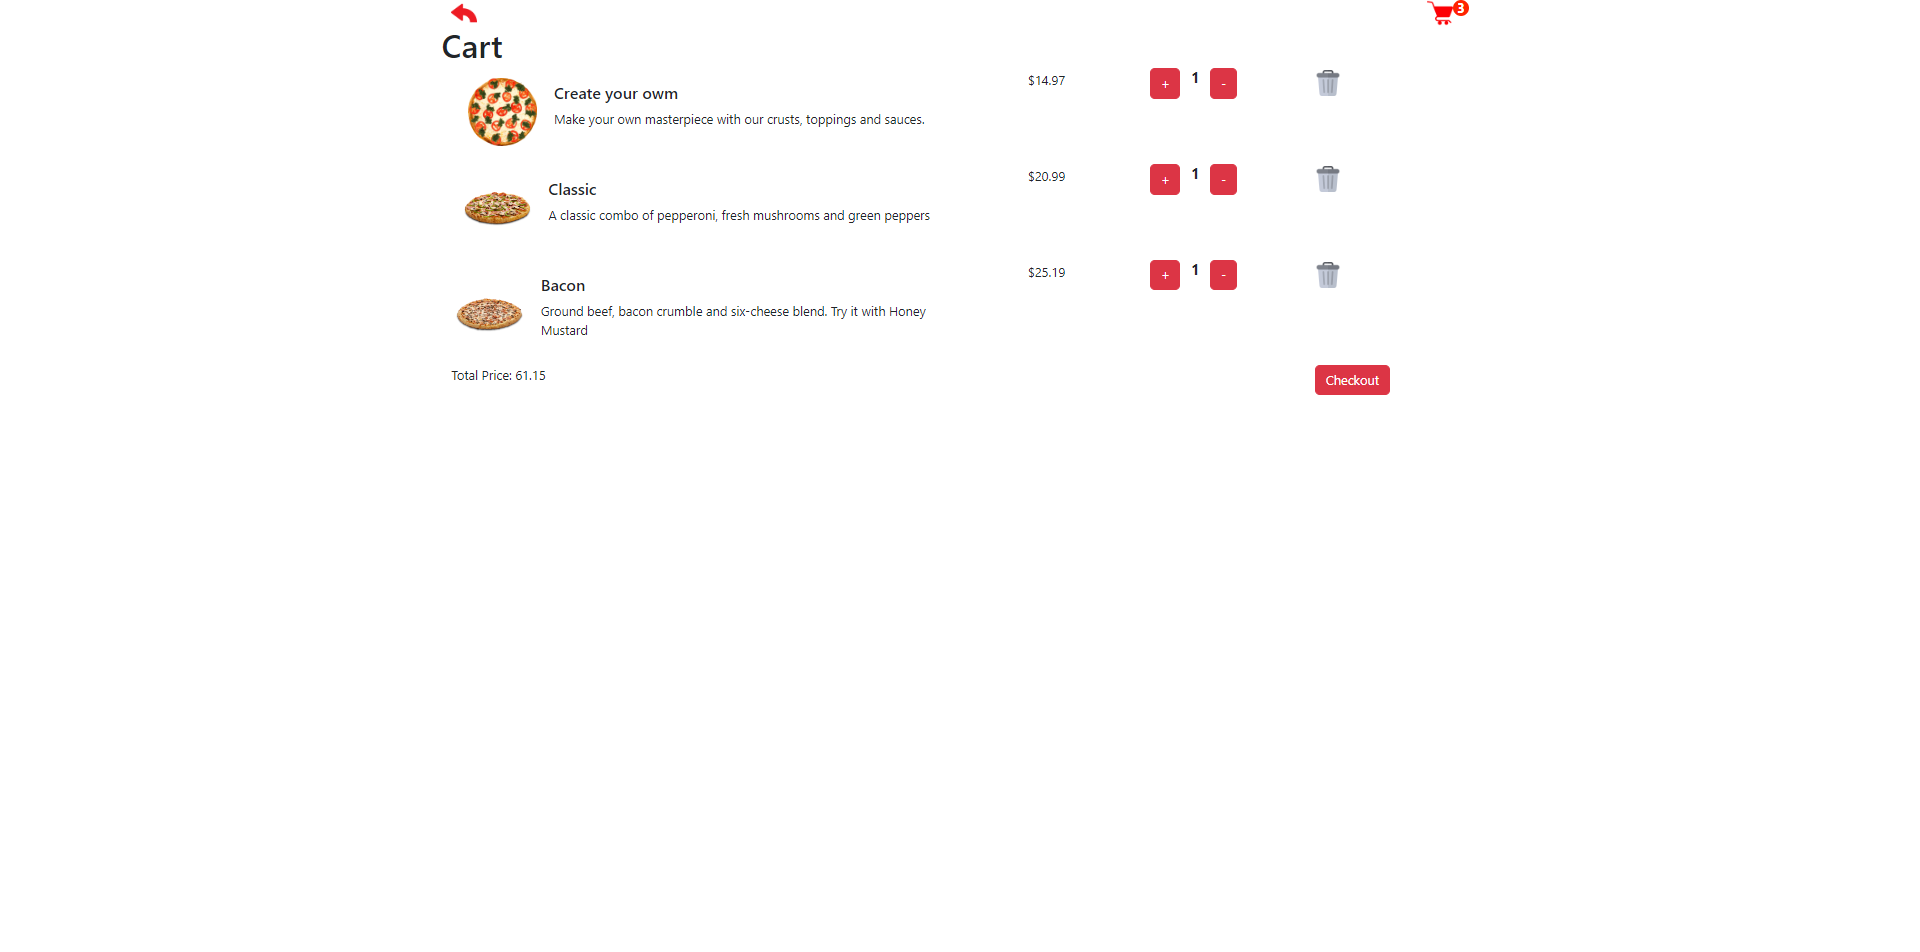 3
Cart
Create your owm
Make your own masterpiece with our crusts, toppings and sauces.
$14.97
+ 1 -
Classic
A classic combo of pepperoni, fresh mushrooms and green peppers
$20.99
+ 1 -
Bacon
Ground beef, bacon crumble and six-cheese blend. Try it with Honey
Mustard
$25.19
+ 1 -
Total Price: 61.15
Checkout